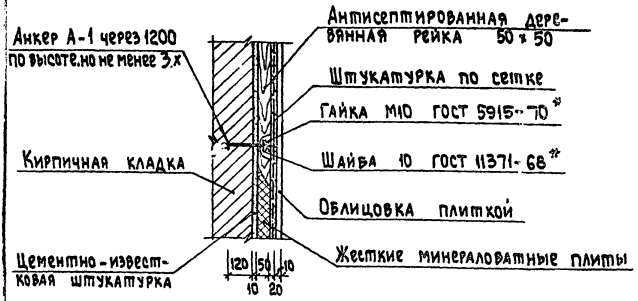 Анкер А-1 через 1200
по высоте, но не менее 3х
Кирпичная кладка
Цементно-извест-
ковая штукатурка
Антисептированная дере-
вянная рейка 50 x 50
Штукатурка по сетке
Гайка М10 ГОСТ 5915-70*
Шайба 10 ГОСТ 11371-68*
Облицовка плиткой
Жесткие минераловатные плиты
120 50 10
10 20